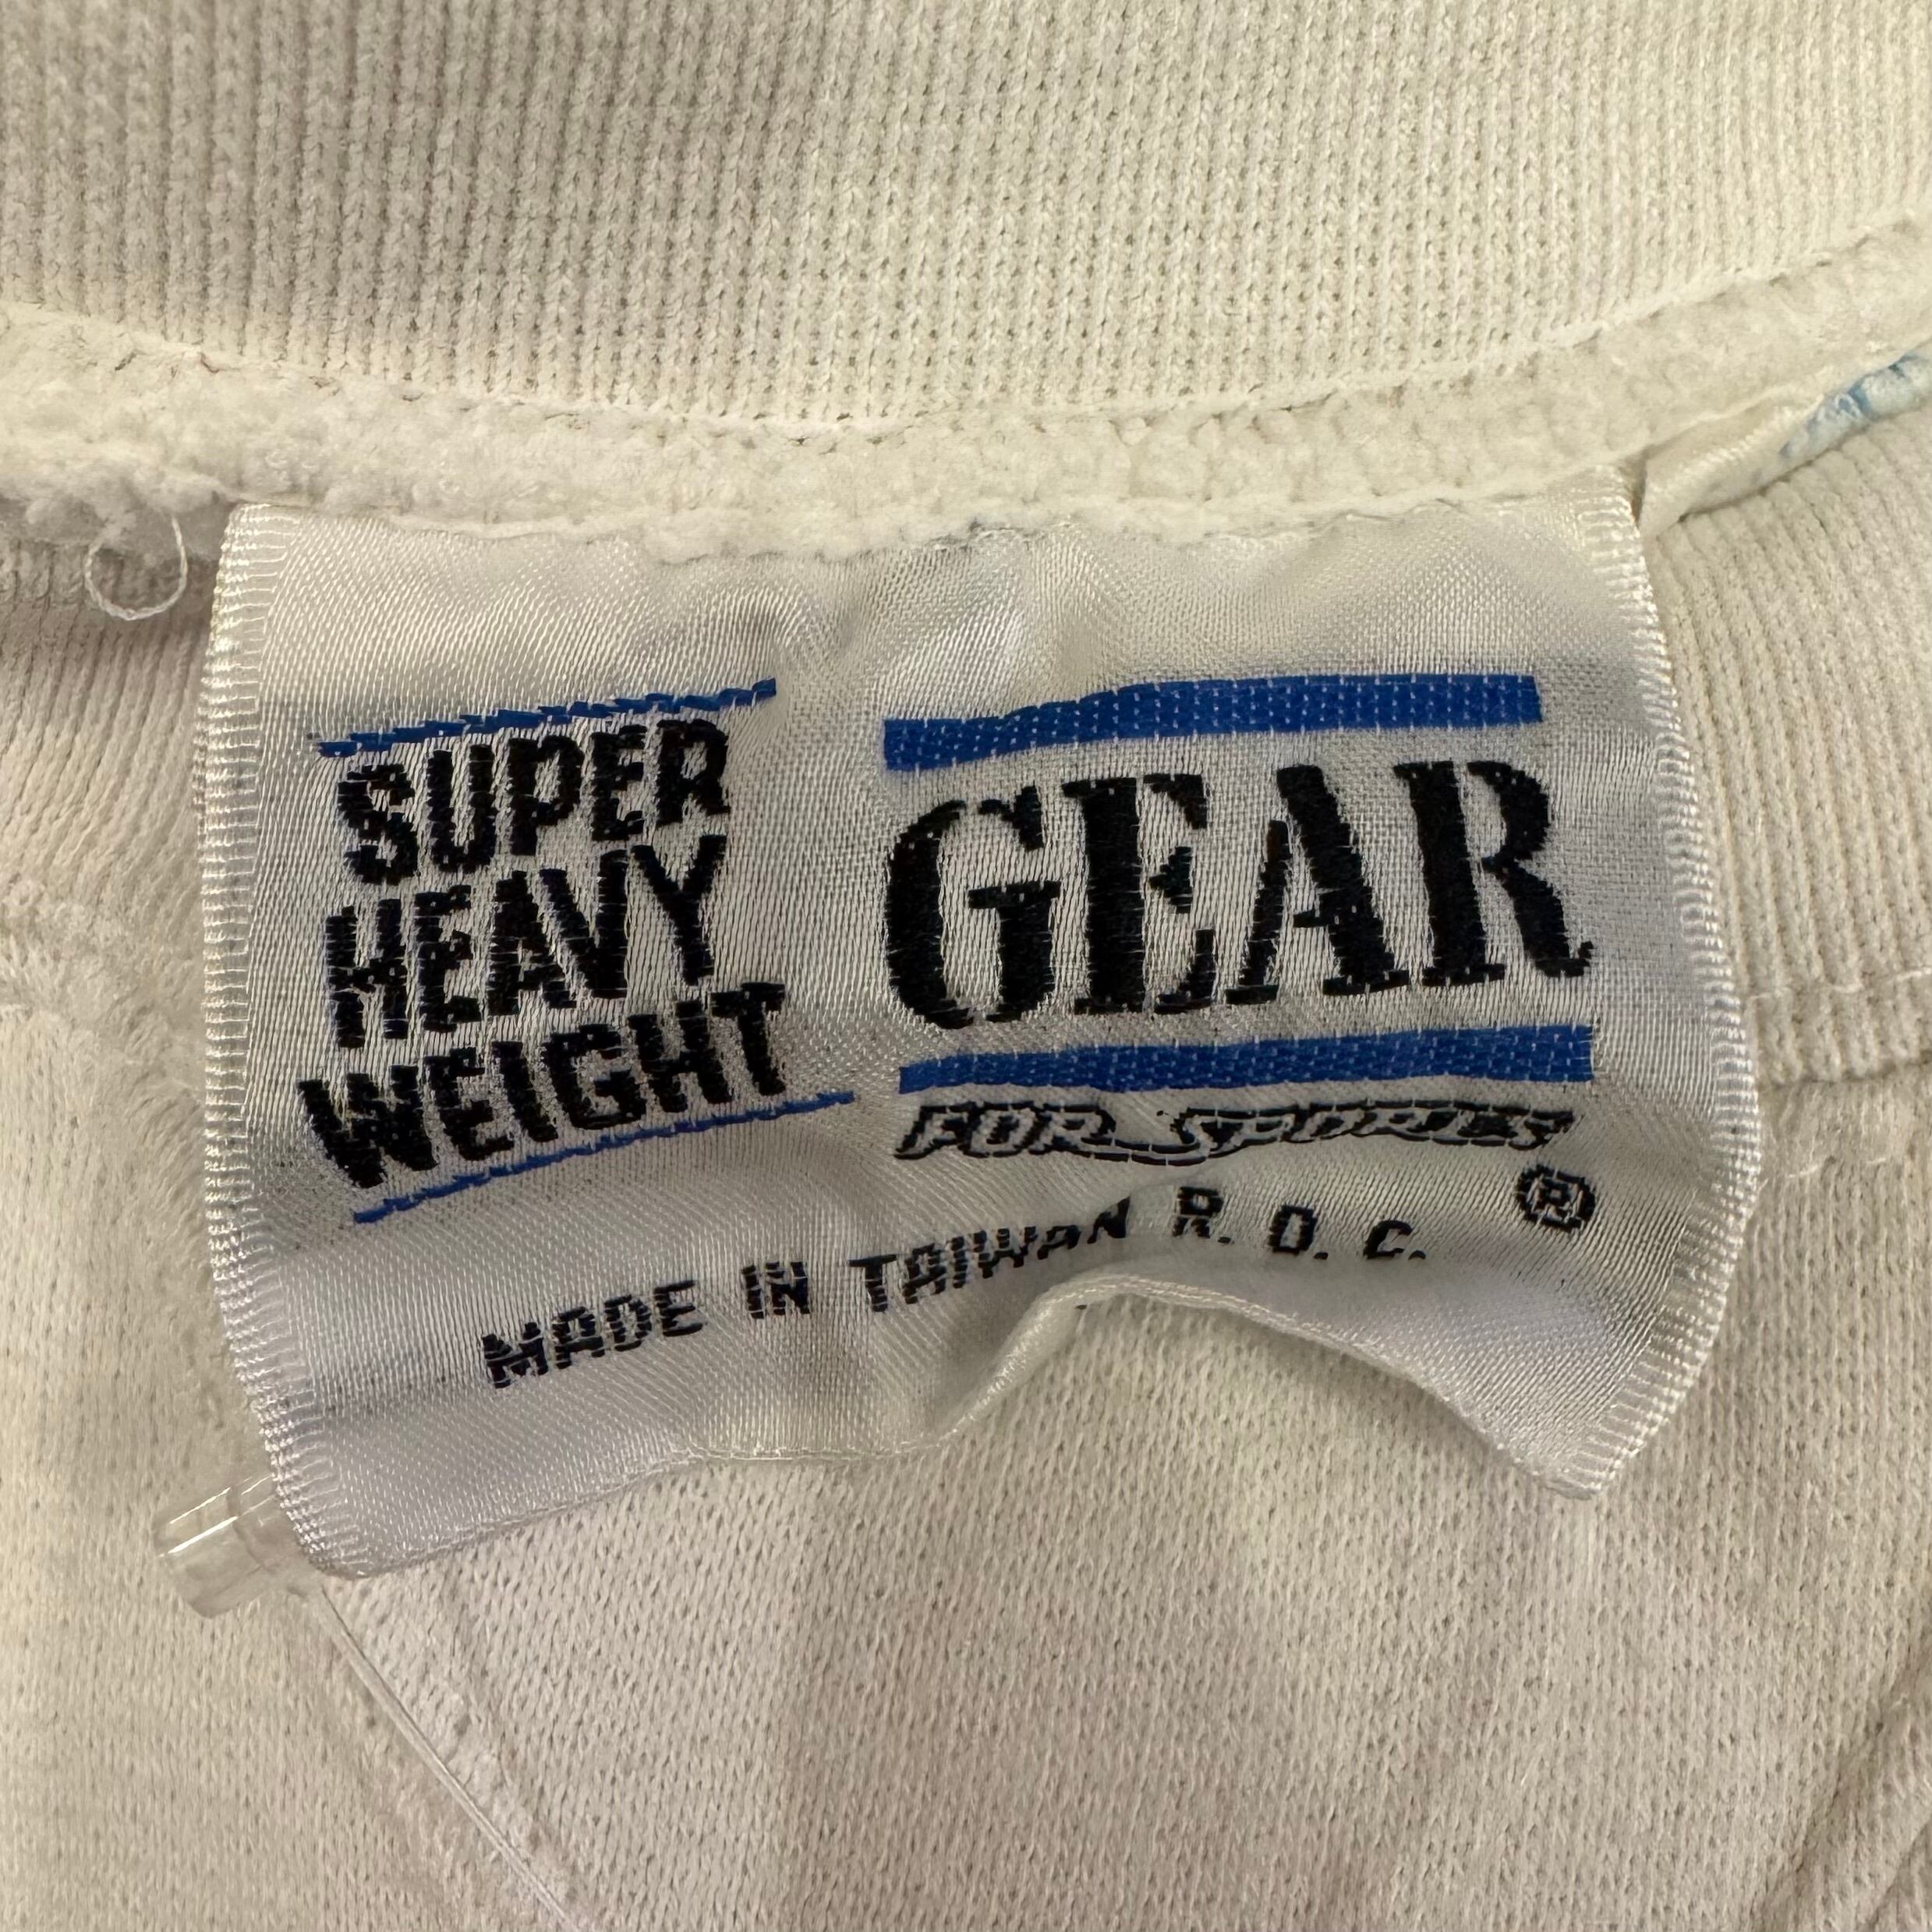 SUPER
HEAVY
WEIGHT
GEAR
FOR SPORTS
®
MADE IN TAIWAN R. O. C.